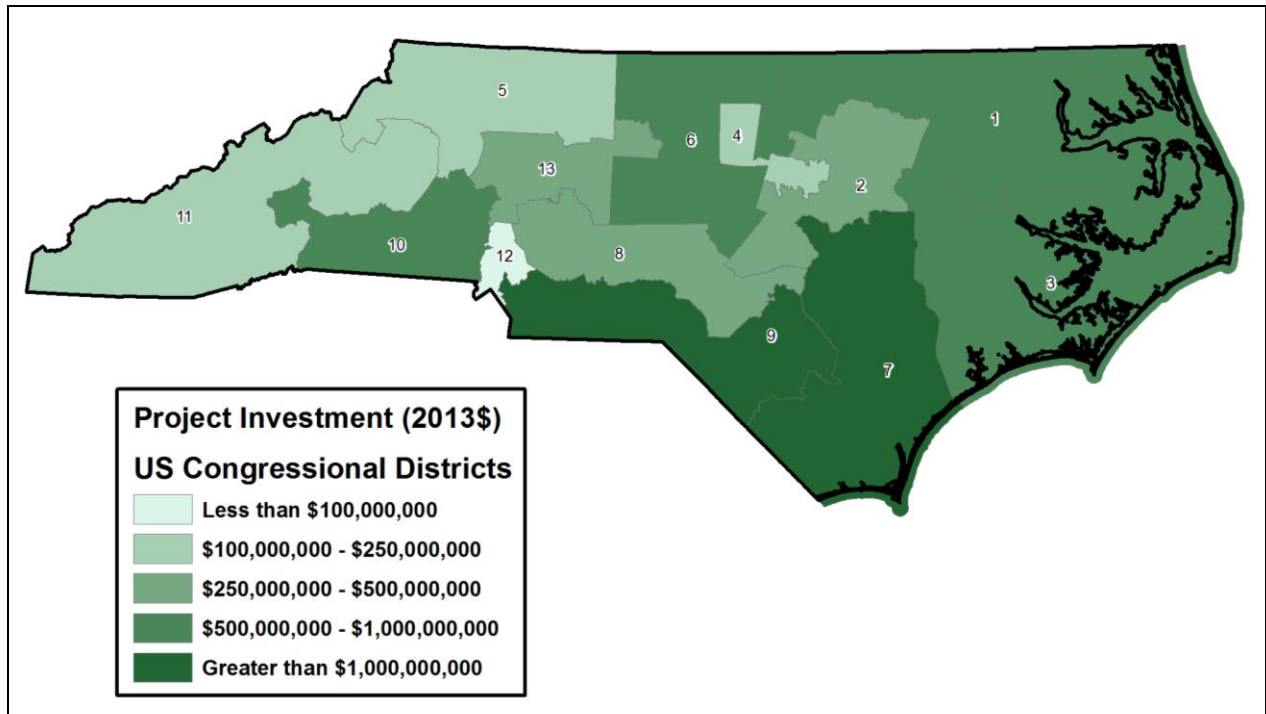 5
1
4
6
13
2
11
10
12
8
3
9
7
Project Investment (2013$)
US Congressional Districts
Less than $100,000,000
$100,000,000 - $250,000,000
$250,000,000 - $500,000,000
$500,000,000 - $1,000,000,000
Greater than $1,000,000,000